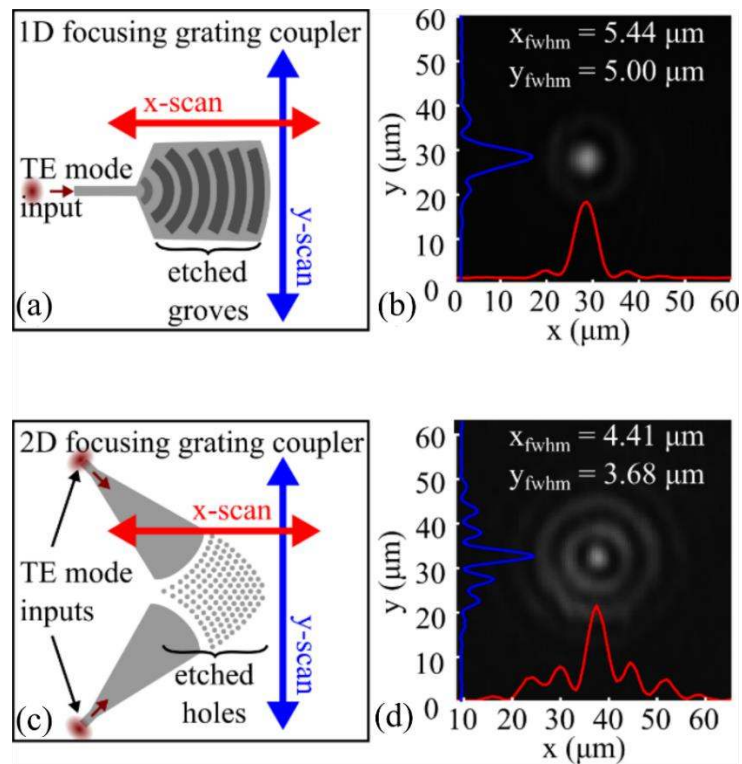 1D focusing grating coupler
x-scan
TE mode
input
y-scan
etched
groves
(a)
x_fwhm = 5.44 μm
y_fwhm = 5.00 μm
y (μm)
60
50
40
30
20
10
0
0 10 20 30 40 50 60
x (μm)
(b)
2D focusing grating coupler
x-scan
TE mode
inputs
y-scan
etched
holes
(c)
x_fwhm = 4.41 μm
y_fwhm = 3.68 μm
y (μm)
60
50
40
30
20
10
0
10 20 30 40 50 60
x (μm)
(d)